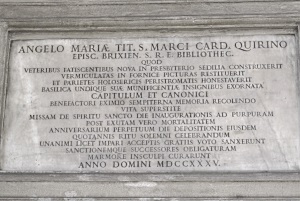 ANGELO MARIÆ TIT. S. MARCI CARD. QUIRINO
EPISC. BRIXIEN. S. R. E. BIBLIOTHEC.
QUOD
VETERIBUS FATISCENTIBUS NOVA IN PRESBITERIO SEDILIA CONSTRUXERIT
VERMICULATAS IN FORNICE PICTURAS RESTITUERIT
ET PARIETES HOLOSERICIS PERISTROMATIS HONESTAVERIT
BASILICA UNDIQUE SUA MUNIFICENTIA INSIGNIBUS EXORNATA
CAPITULUM ET CANONICI
BENEFACTORI EXIMIO SEMPITERNA MEMORIA RECOLENDO
VITA SUPERSTITE
MISSAM DE SPIRITU SANCTO DIE INAUGURATIONIS AD PURPURAM
POST EXUTAM VERO MORTALITATEM
ANNIVERSARIUM PERPETUUM DIE DEPOSITIONIS EJUSDEM
QUOTANNIS RITU SOLEMNI CELEBRANDUM
UNANIMI LICET IMPARI ACCEPTIS GRATIIS VOTO SANXERUNT
SANCTIONEMQUE SUCCESSORES OBLIGATURAM
MARMORE INSCULPI CURARUNT
ANNO DOMINI MDCCXXXV.